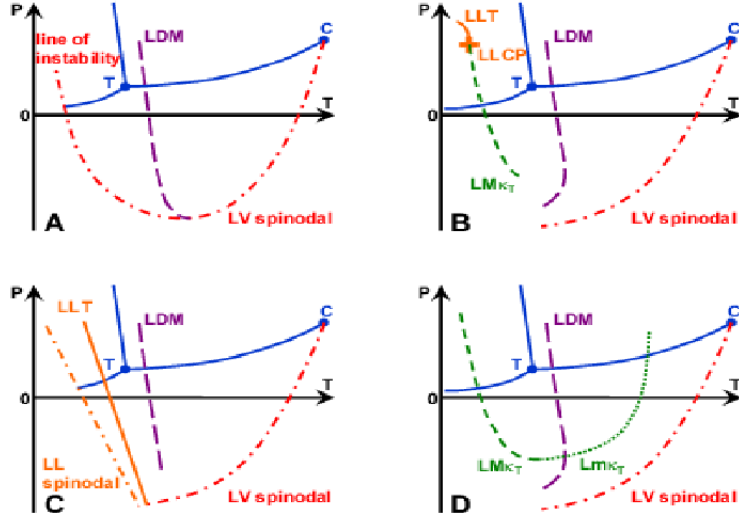 P
line of
instability
LDM
C
T
0
T
LV spinodal
A
P
LLT
LLCP
LDM
C
T
0
T
LMκT
LV spinodal
B
P
LLT
LDM
C
T
0
T
LL
spinodal
LV spinodal
C
P
LDM
C
T
0
T
LMκT
LmκT
LV spinodal
D